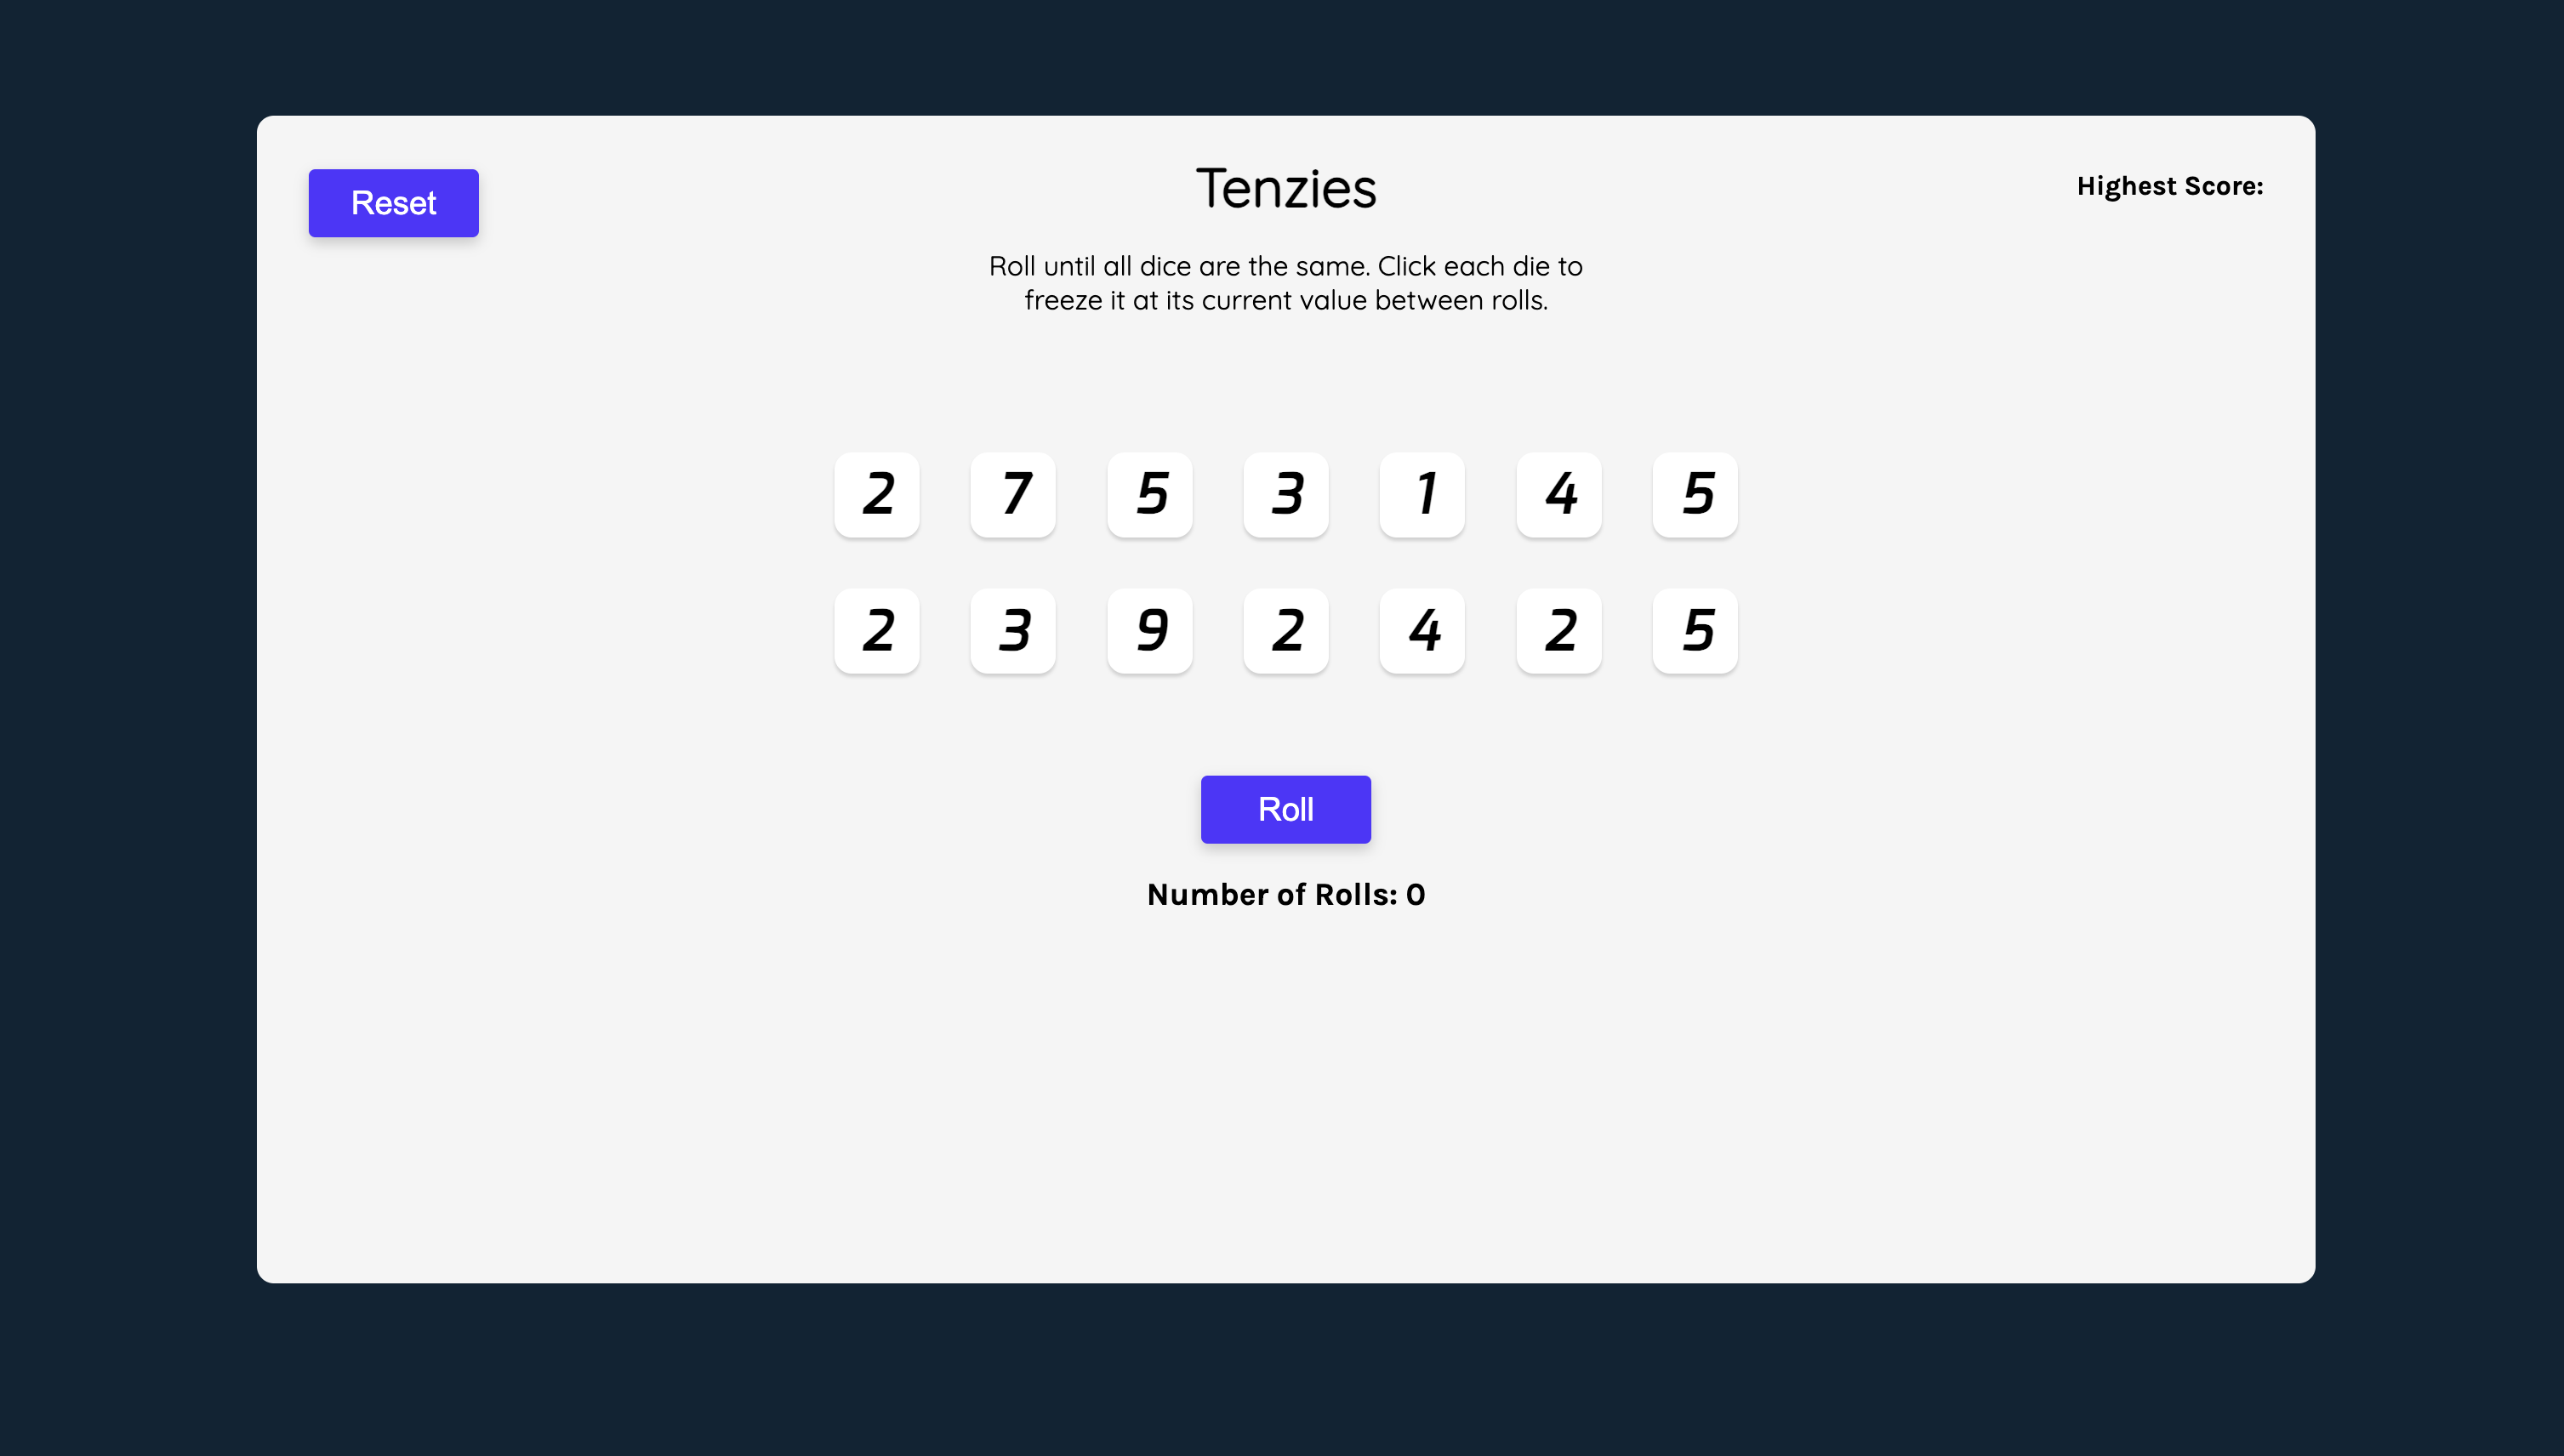 Reset
Tenzies
Highest Score:
Roll until all dice are the same. Click each die to
freeze it at its current value between rolls.
2 7 5 3 1 4 5
2 3 9 2 4 2 5
Roll
Number of Rolls: 0